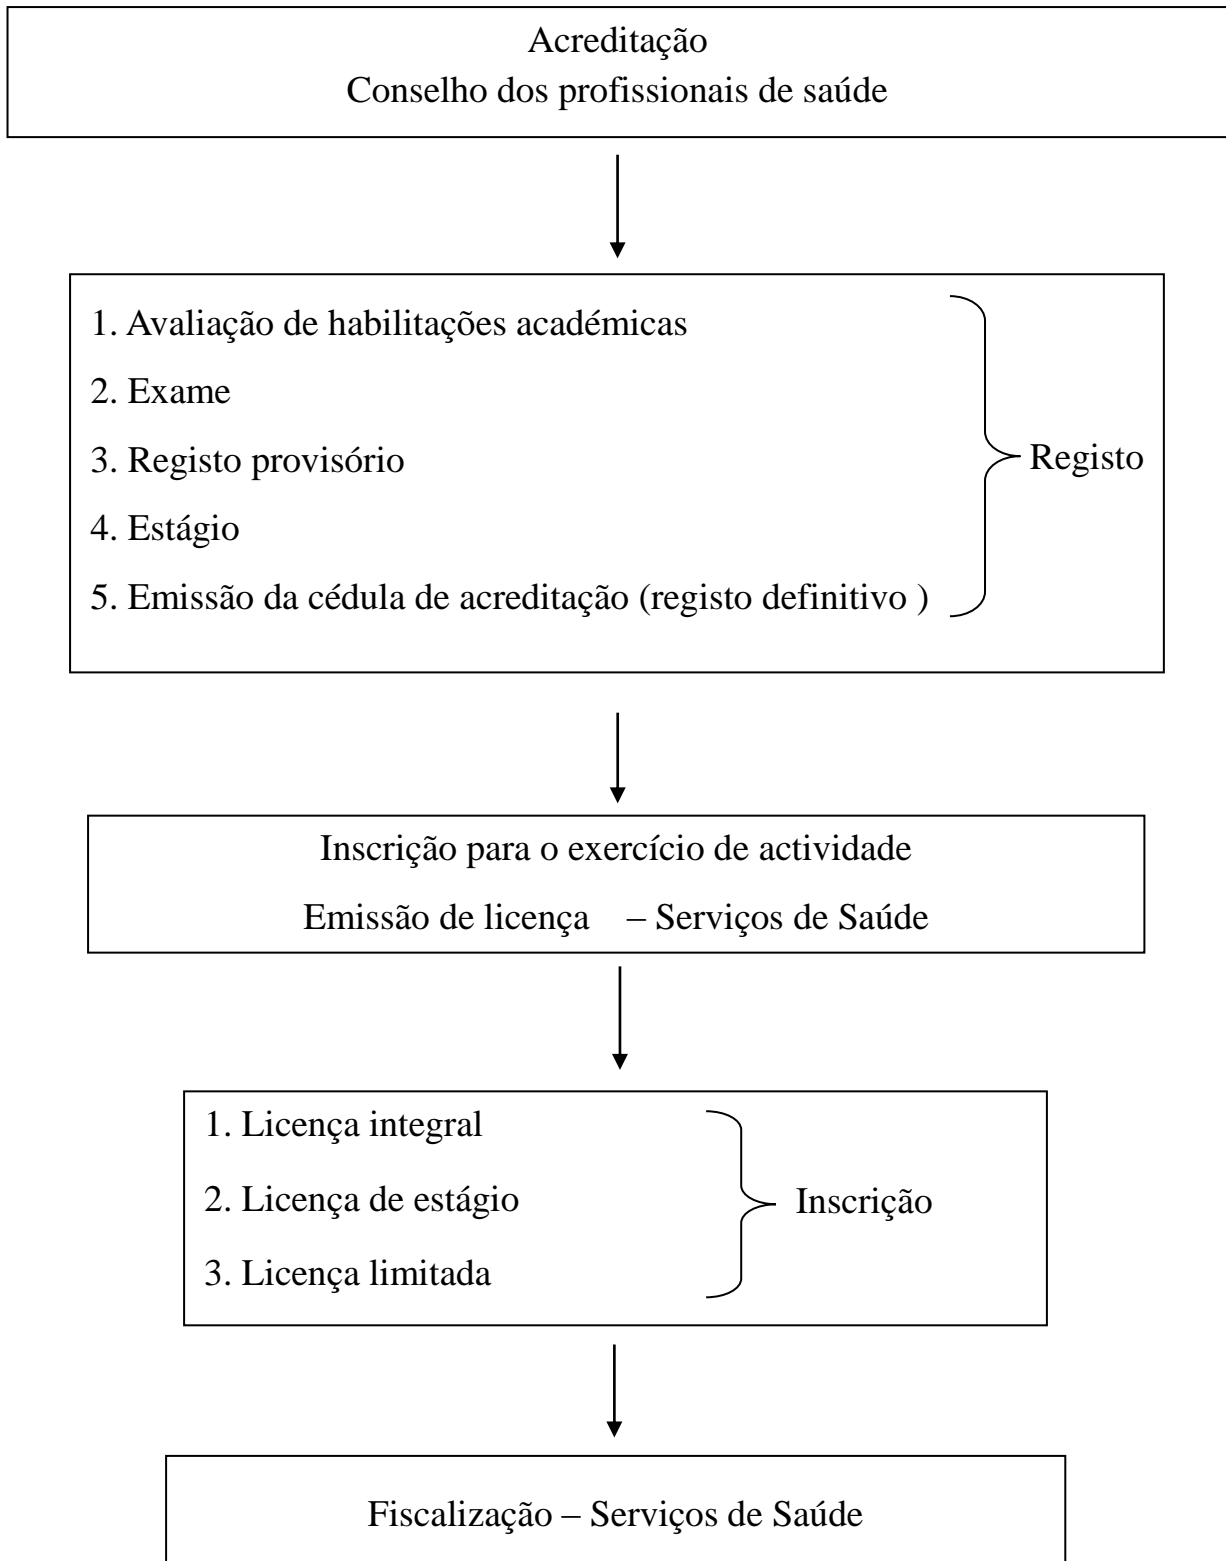 Acreditação
Conselho dos profissionais de saúde
1. Avaliação de habilitações académicas
2. Exame
3. Registo provisório
4. Estágio
5. Emissão da cédula de acreditação (registo definitivo )
Registo
Inscrição para o exercício de actividade
Emissão de licença – Serviços de Saúde
1. Licença integral
2. Licença de estágio
3. Licença limitada
Inscrição
Fiscalização – Serviços de Saúde